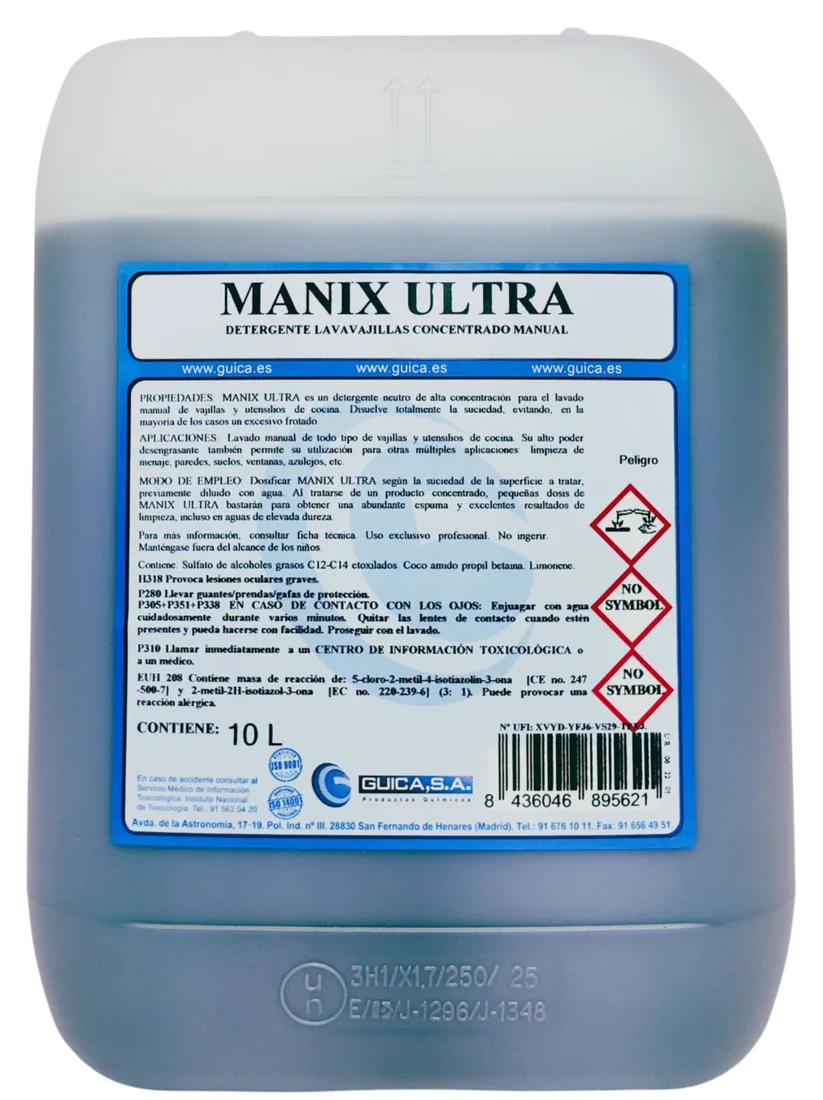 MANIX ULTRA
DETERGENTE LAVAVAJILLAS CONCENTRADO MANUAL
www.guica.es www.guica.es www.guica.es
PROPIEDADES: MANIX ULTRA es un detergente neutro de alta concentración para el lavado
manual de vajillas y utensilios de cocina. Disuelve totalmente la suciedad, evitando, en la
mayoría de los casos un excesivo frotado.
APLICACIONES: Lavado manual de todo tipo de vajillas y utensilios de cocina. Su alto poder
desengrasante también permite su utilización para otras múltiples aplicaciones: limpieza de
menaje, paredes, suelos, ventanas, azulejos, etc.
MODO DE EMPLEO: Dosificar MANIX ULTRA según la suciedad de la superficie a tratar,
previamente diluido con agua. Al tratarse de un producto concentrado, pequeñas dosis de
MANIX ULTRA bastarán para obtener una abundante espuma y excelentes resultados de
limpieza, incluso en aguas de elevada dureza.
Para más información, consultar ficha técnica. Uso exclusivo profesional. No ingerir.
Manténgase fuera del alcance de los niños.
Contiene: Sulfato de alcoholes grasos C12-C14 etoxilados. Coco amido propil betaina. Limonene.
H318 Provoca lesiones oculares graves.
P280 Llevar guantes/prendas/gafas de protección.
P305+P351+P338 EN CASO DE CONTACTO CON LOS OJOS: Enjuagar con agua
cuidadosamente durante varios minutos. Quitar las lentes de contacto cuando estén
presentes y pueda hacerse con facilidad. Proseguir con el lavado.
P310 Llamar inmediatamente a un CENTRO DE INFORMACIÓN TOXICOLÓGICA o
a un médico.
EUH 208 Contiene masa de reacción de: 5-cloro-2-metil-4-isotiazolin-3-ona [CE no. 247
-500-7] y 2-metil-2H-isotiazol-3-ona [EC no. 220-239-6] (3: 1). Puede provocar una
reacción alérgica.
Peligro
NO
SYMBOL
NO
SYMBOL
CONTIENE: 10 L
Nº UFI: XVYD-YFJ6-VS29-
UR 06 22 01
ISO 9001
ISO 14001
En caso de accidente consultar al
Servicio Médico de Información
Toxicológica: Instituto Nacional
de Toxicología. Tel.: 91 562 04 20
GUICA,S.A.
Productos Químicos
8 436046 895621
Avda. de la Astronomía, 17-19. Pol. Ind. nº III. 28830 San Fernando de Henares (Madrid). Tel.: 91 676 10 11. Fax: 91 656 49 51
un
3H1/X1,7/250/ 25
E/ /J-1296/J-1348